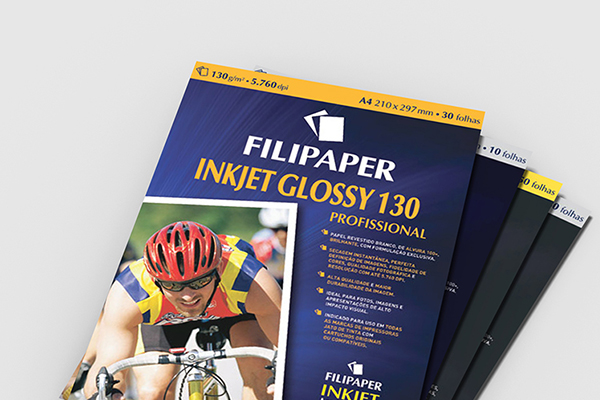 130g/m² • 5.760dpi
A4 210 x 297 mm • 30 folhas
FILIPAPER
INKJET GLOSSY 130
PROFISSIONAL
PAPEL REVESTIDO BRANCO, DE ALVURA 100+,
BRILHANTE, COM FORMULAÇÃO EXCLUSIVA.
SECAGEM INSTANTÂNEA, PERFEITA
DEFINIÇÃO DE IMAGENS, FIDELIDADE DE
CORES, QUALIDADE FOTOGRÁFICA E
RESOLUÇÃO COM ATÉ 5.760 DPI.
ALTA QUALIDADE E MAIOR
DURABILIDADE DA IMAGEM.
IDEAL PARA FOTOS, IMAGENS E
APRESENTAÇÕES DE ALTO
IMPACTO VISUAL.
INDICADO PARA USO EM TODAS
AS MARCAS DE IMPRESSORAS
JATO DE TINTA COM
CARTUCHOS ORIGINAIS
OU COMPATÍVEIS.
FILIPAPER
INKJET
• 10 folhas
0 folhas
0 folhas